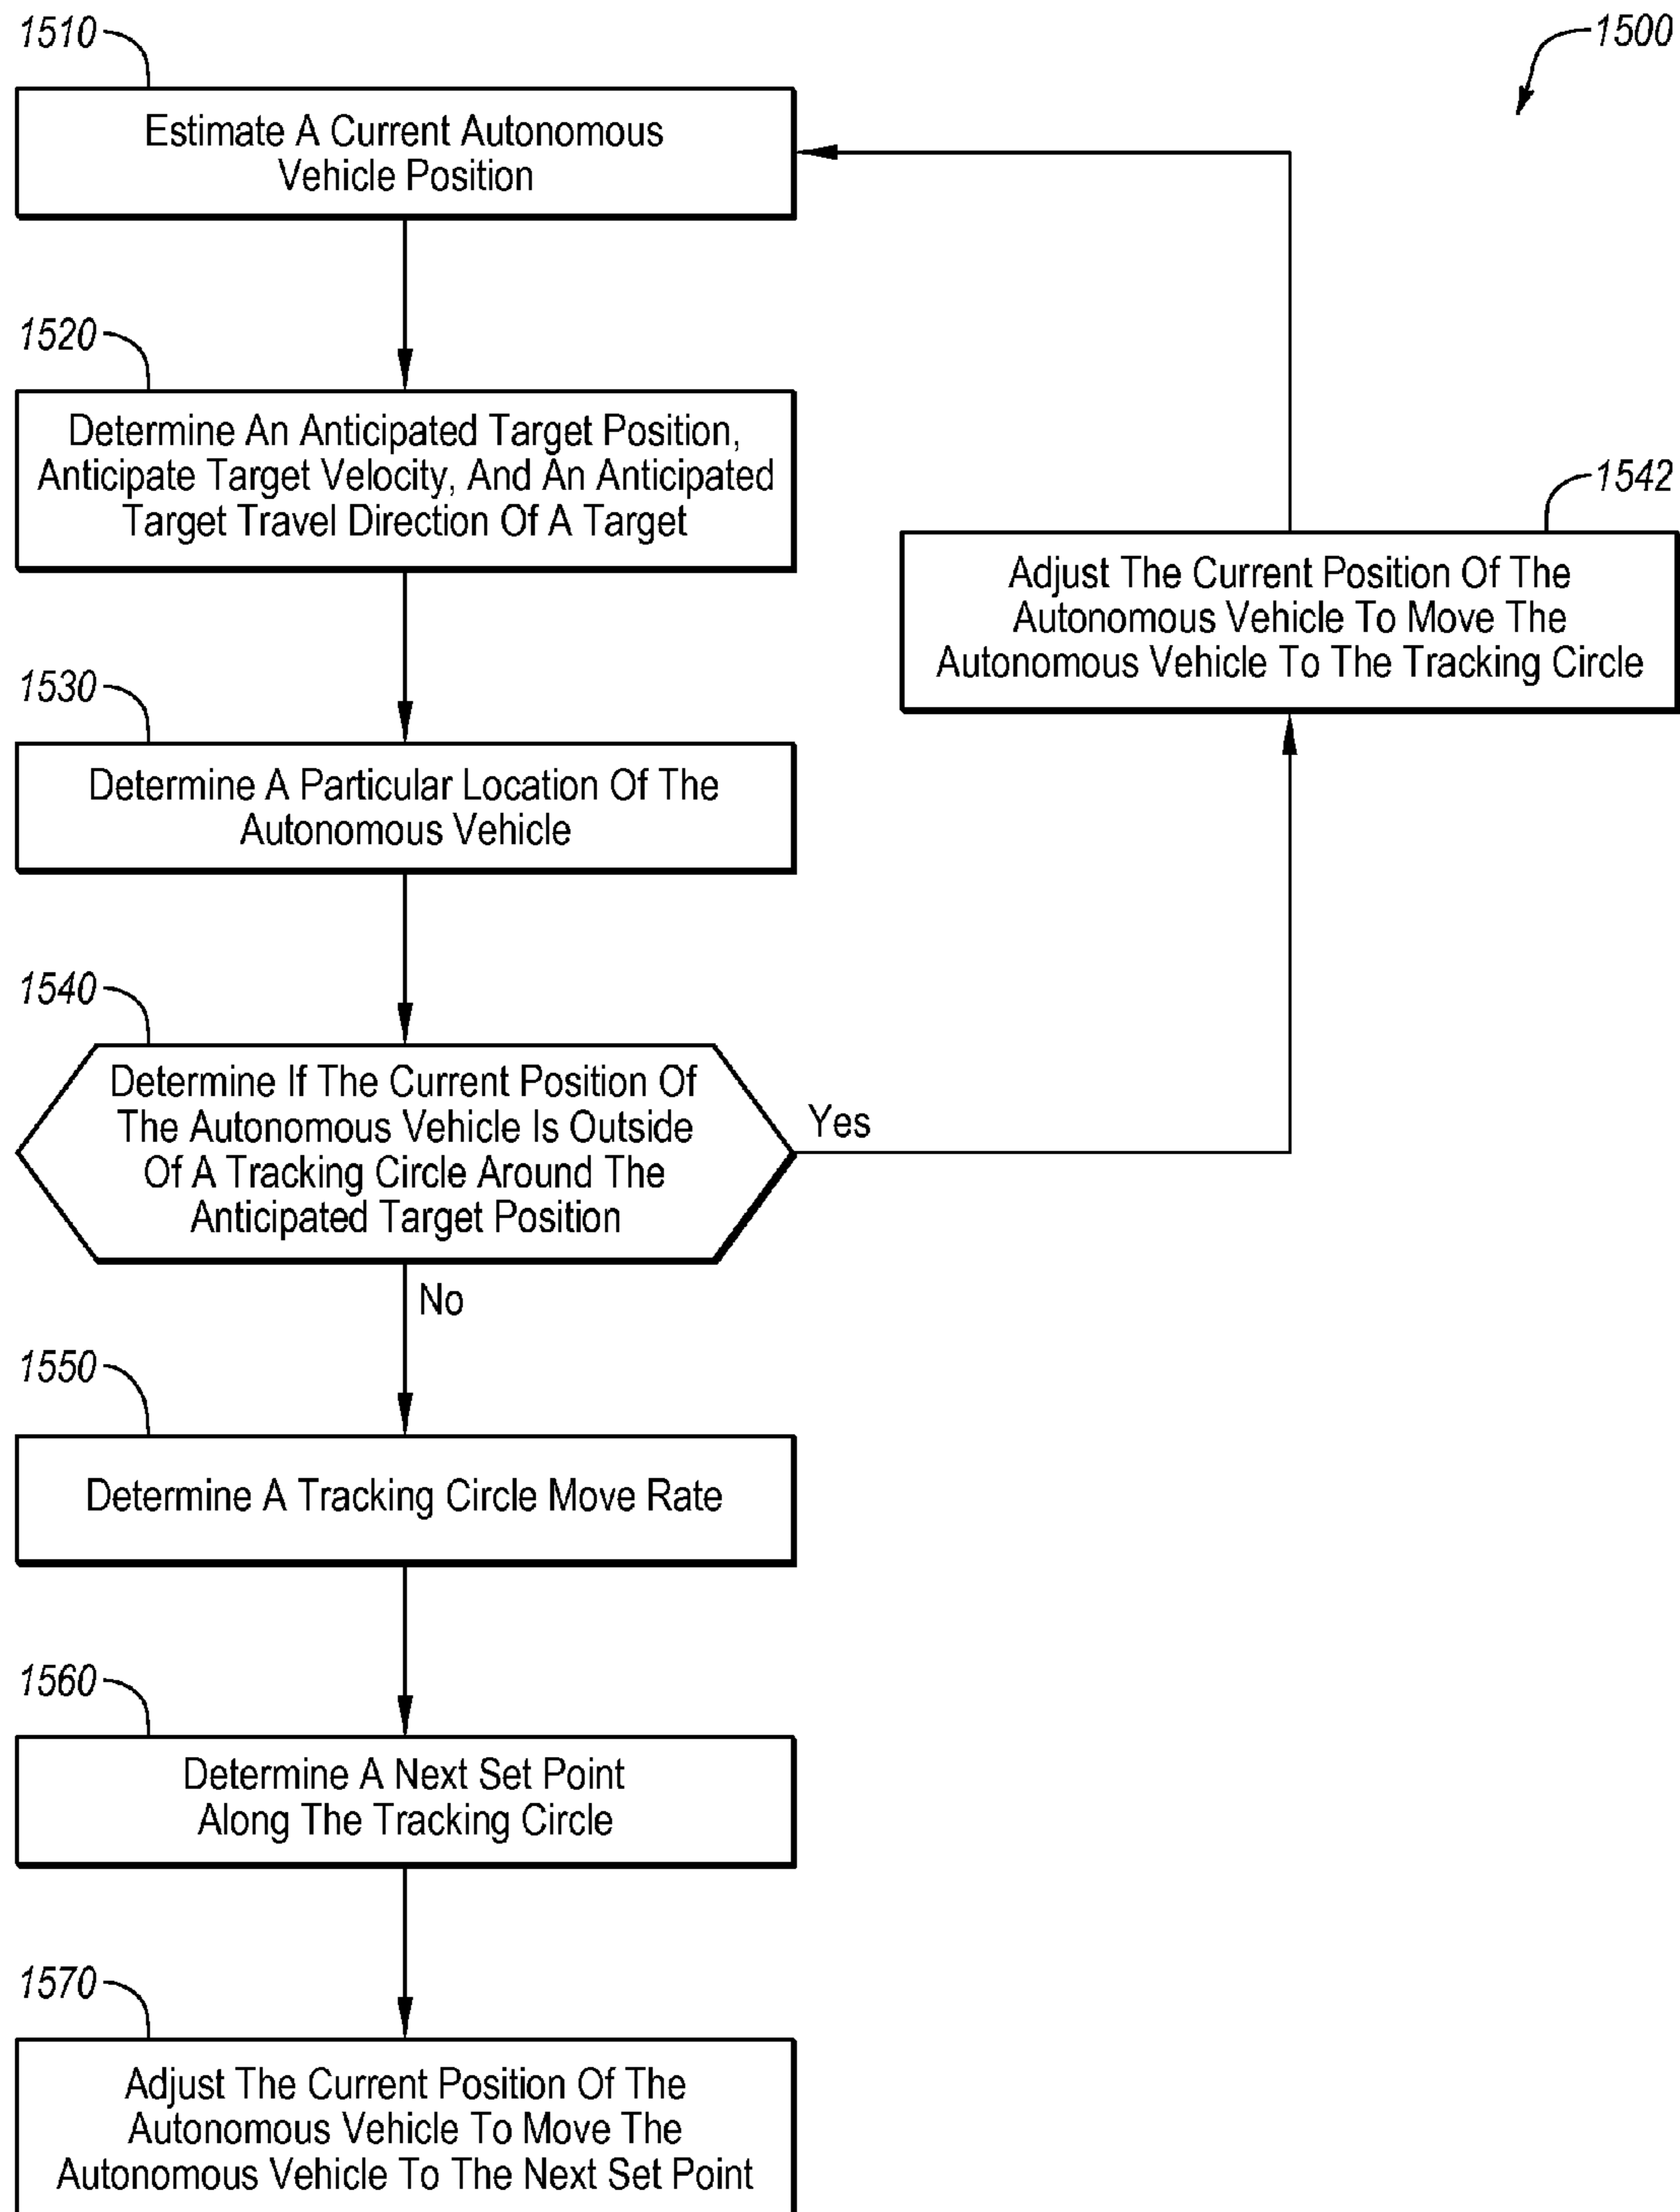 1510
1500
Estimate A Current Autonomous
Vehicle Position
1520
Determine An Anticipated Target Position,
Anticipate Target Velocity, And An Anticipated
Target Travel Direction Of A Target
1542
Adjust The Current Position Of The
Autonomous Vehicle To Move The
Autonomous Vehicle To The Tracking Circle
1530
Determine A Particular Location Of The
Autonomous Vehicle
1540
Determine If The Current Position Of
The Autonomous Vehicle Is Outside
Of A Tracking Circle Around The
Anticipated Target Position
Yes
No
1550
Determine A Tracking Circle Move Rate
1560
Determine A Next Set Point
Along The Tracking Circle
1570
Adjust The Current Position Of The
Autonomous Vehicle To Move The
Autonomous Vehicle To The Next Set Point